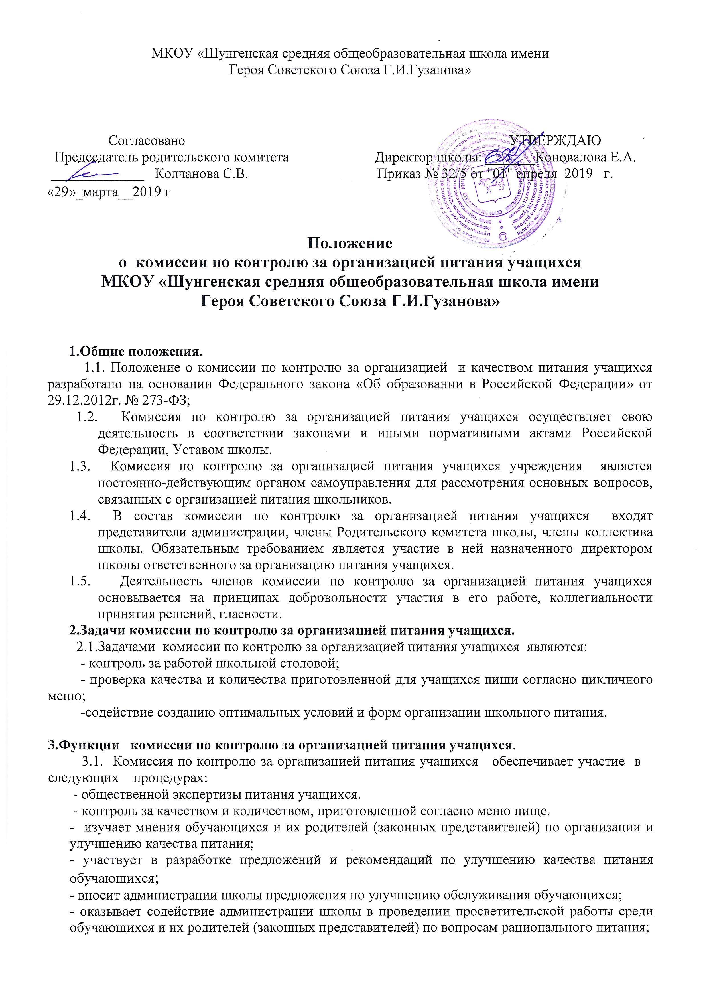 МКОУ «Шунгенская средняя общеобразовательная школа имени
Героя Советского Союза Г.И.Гузанова»
Согласовано
Председатель родительского комитета
_____________ Колчанова С.В.
«29»_марта__2019 г
УТВЕРЖДАЮ
Директор школы: _______Коновалова Е.А.
Приказ № 32/5 от "01" апреля 2019 г.
Положение
о комиссии по контролю за организацией питания учащихся
МКОУ «Шунгенская средняя общеобразовательная школа имени
Героя Советского Союза Г.И.Гузанова»
1.Общие положения.
1.1. Положение о комиссии по контролю за организацией и качеством питания учащихся
разработано на основании Федерального закона «Об образовании в Российской Федерации» от
29.12.2012г. № 273-ФЗ;
1.2. Комиссия по контролю за организацией питания учащихся осуществляет свою
деятельность в соответствии законами и иными нормативными актами Российской
Федерации, Уставом школы.
1.3. Комиссия по контролю за организацией питания учащихся учреждения является
постоянно-действующим органом самоуправления для рассмотрения основных вопросов,
связанных с организацией питания школьников.
1.4. В состав комиссии по контролю за организацией питания учащихся входят
представители администрации, члены Родительского комитета школы, члены коллектива
школы. Обязательным требованием является участие в ней назначенного директором
школы ответственного за организацию питания учащихся.
1.5. Деятельность членов комиссии по контролю за организацией питания учащихся
основывается на принципах добровольности участия в его работе, коллегиальности
принятия решений, гласности.
2.Задачи комиссии по контролю за организацией питания учащихся.
2.1.Задачами комиссии по контролю за организацией питания учащихся являются:
- контроль за работой школьной столовой;
- проверка качества и количества приготовленной для учащихся пищи согласно цикличного
меню;
-содействие созданию оптимальных условий и форм организации школьного питания.
3.Функции комиссии по контролю за организацией питания учащихся.
3.1. Комиссия по контролю за организацией питания учащихся обеспечивает участие в
следующих процедурах:
- общественной экспертизы питания учащихся.
- контроль за качеством и количеством, приготовленной согласно меню пище.
- изучает мнения обучающихся и их родителей (законных представителей) по организации и
улучшению качества питания;
- участвует в разработке предложений и рекомендаций по улучшению качества питания
обучающихся;
- вносит администрации школы предложения по улучшению обслуживания обучающихся;
- оказывает содействие администрации школы в проведении просветительской работы среди
обучающихся и их родителей (законных представителей) по вопросам рационального питания;